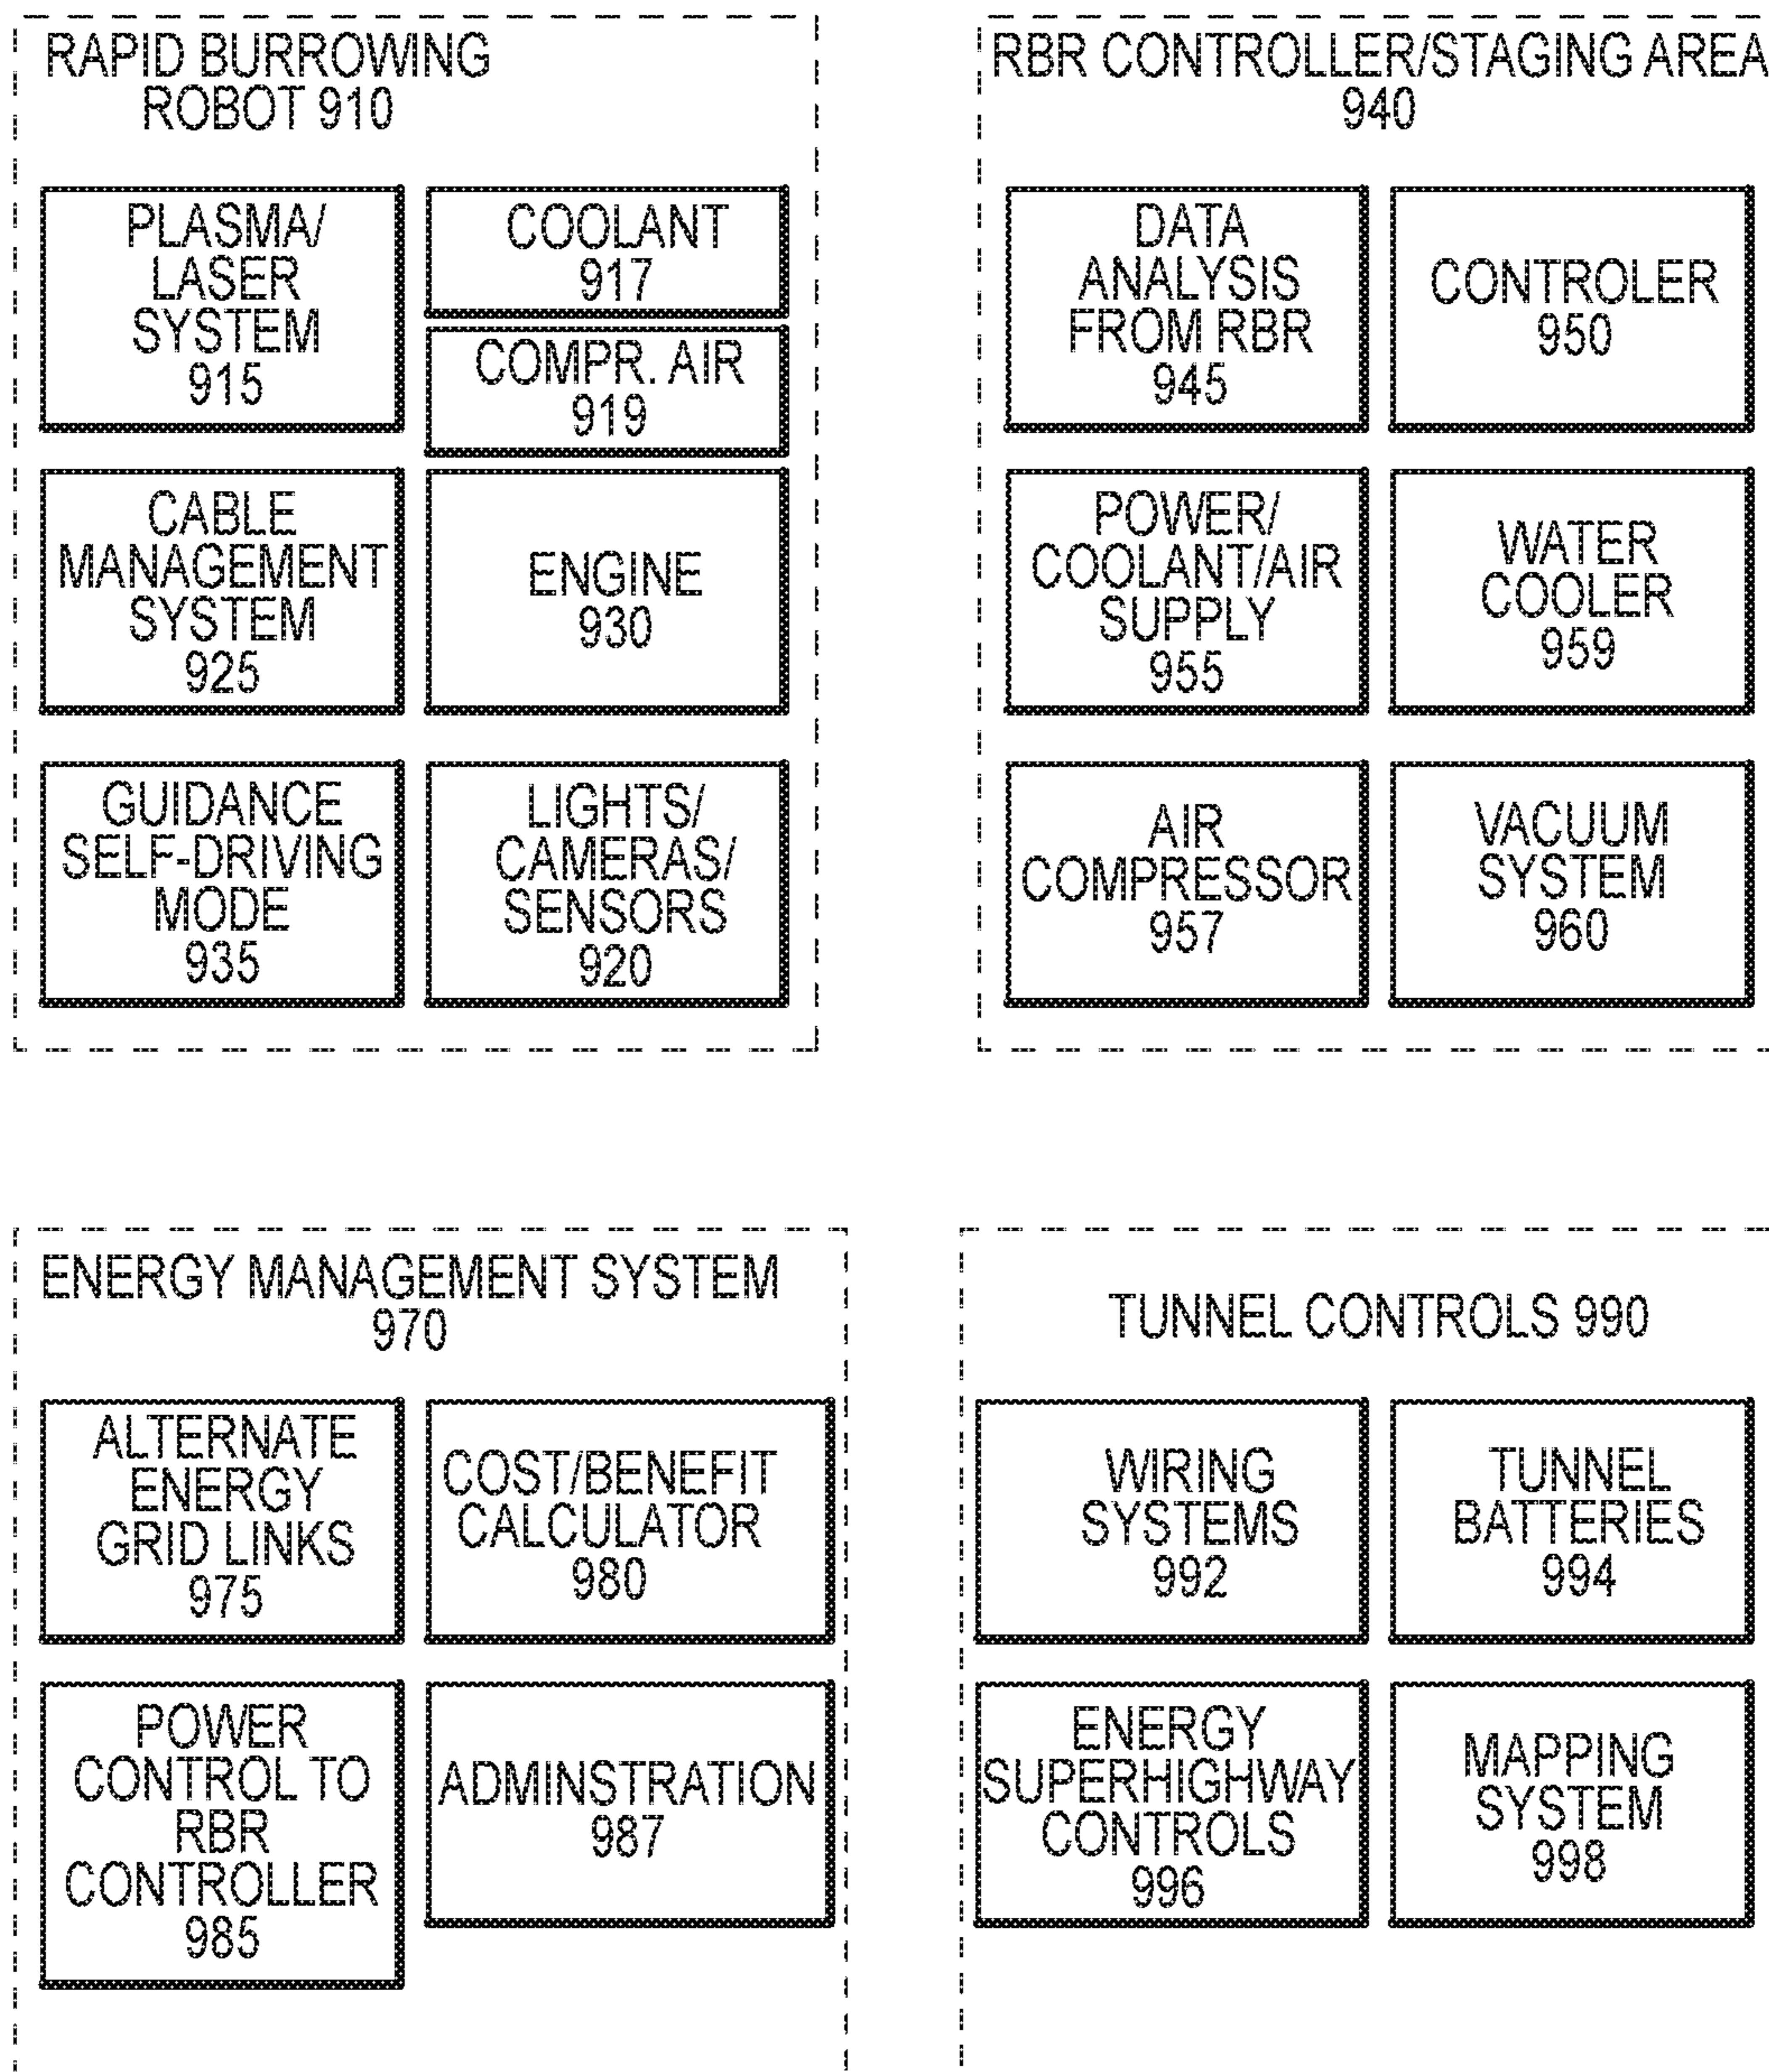 RAPID BURROWING
ROBOT 910
PLASMA/
LASER
SYSTEM
915
COOLANT
917
COMPR. AIR
919
CABLE
MANAGEMENT
SYSTEM
925
ENGINE
930
GUIDANCE
SELF-DRIVING
MODE
935
LIGHTS/
CAMERAS/
SENSORS
920
RBR CONTROLLER/STAGING AREA
940
DATA
ANALYSIS
FROM RBR
945
CONTROLER
950
POWER/
COOLANT/AIR
SUPPLY
955
WATER
COOLER
959
AIR
COMPRESSOR
957
VACUUM
SYSTEM
960
ENERGY MANAGEMENT SYSTEM
970
ALTERNATE
ENERGY
GRID LINKS
975
COST/BENEFIT
CALCULATOR
980
POWER
CONTROL TO
RBR
CONTROLLER
985
ADMINSTRATION
987
TUNNEL CONTROLS 990
WIRING
SYSTEMS
992
TUNNEL
BATTERIES
994
ENERGY
SUPERHIGHWAY
CONTROLS
996
MAPPING
SYSTEM
998